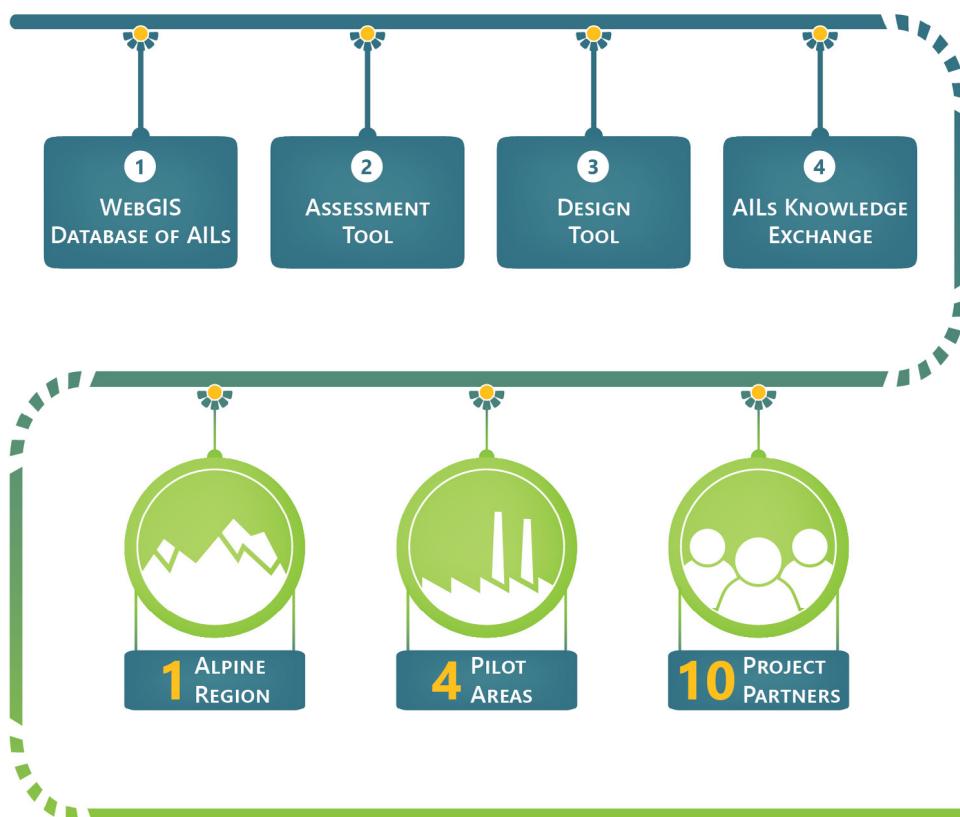 1
WebGIS
Database of AILs
2
Assessment
Tool
3
Design
Tool
4
AILs Knowledge
Exchange
1 Alpine
Region
4 Pilot
Areas
10 Project
Partners